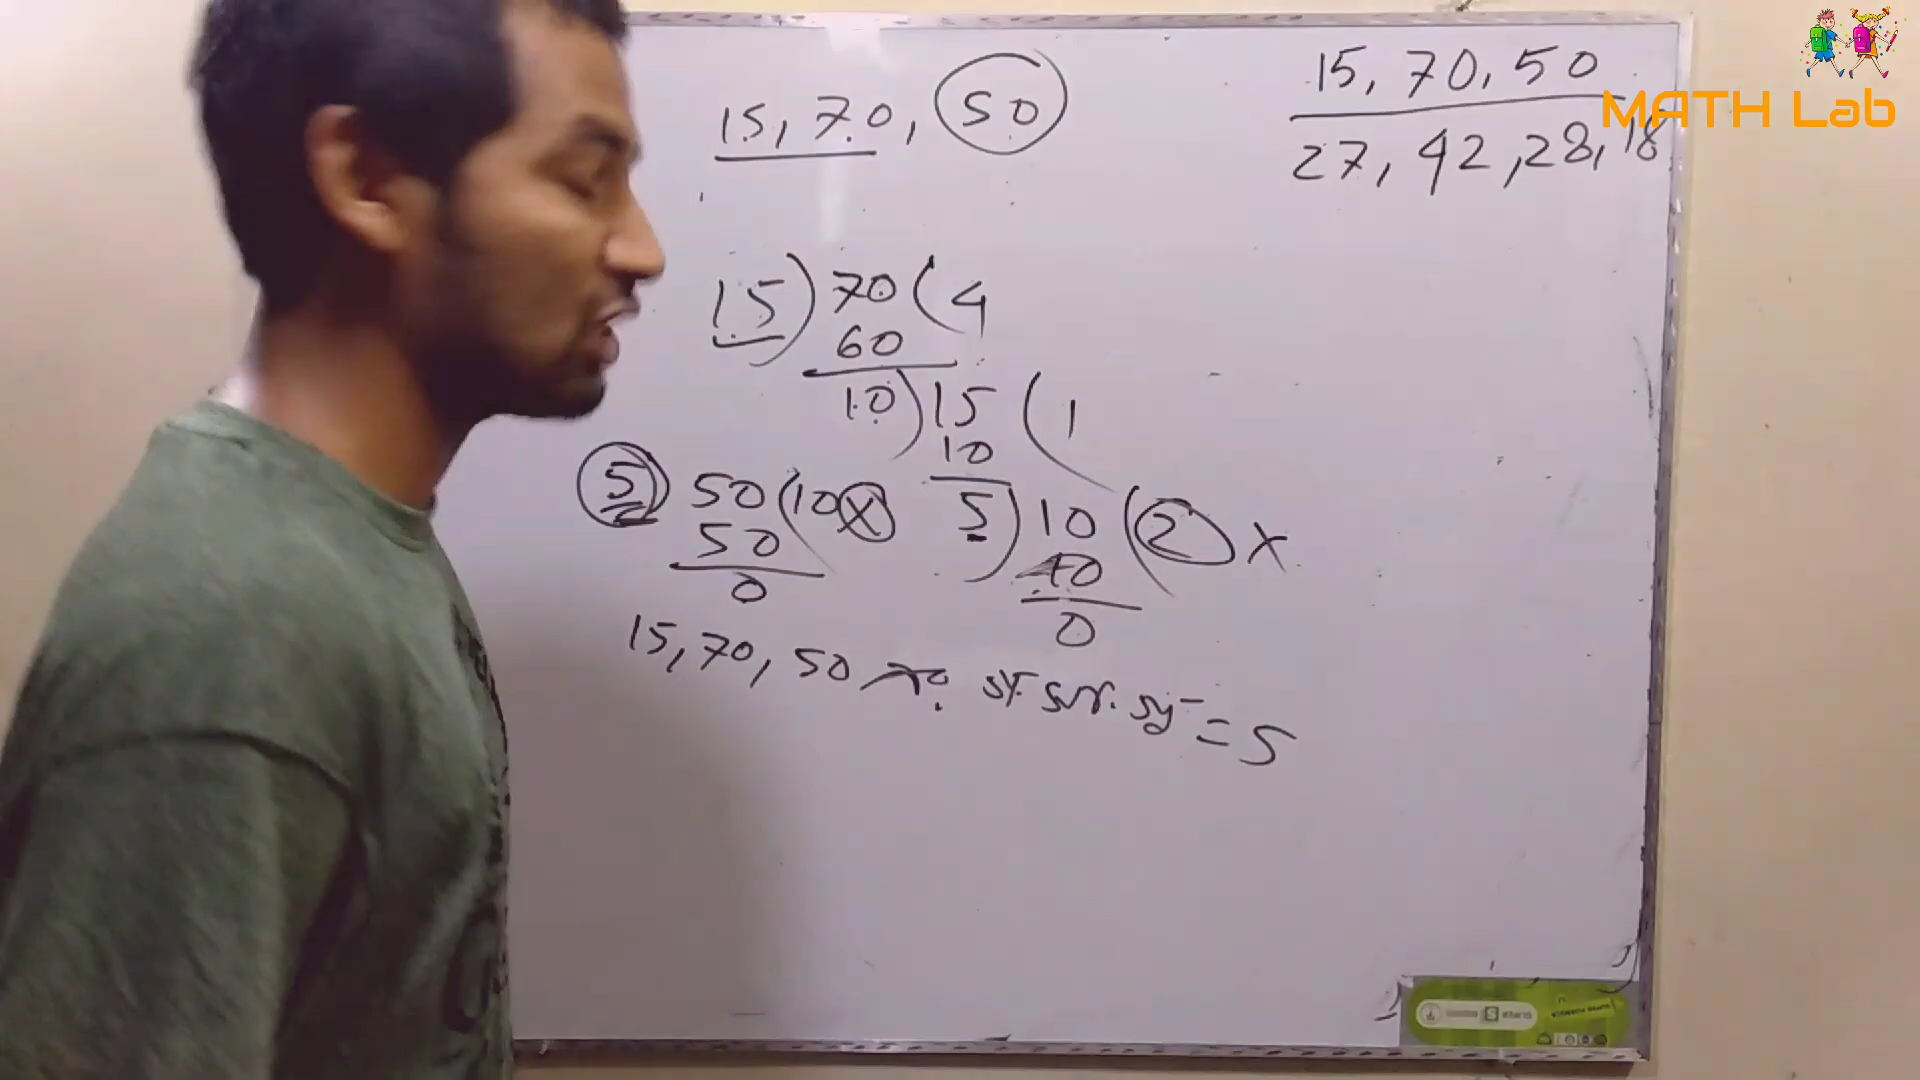 15, 70, 50
15, 70, 50
27, 42, 28, 18
MATH Lab
15) 70 ( 4
60
10) 15 ( 1
10
5) 10 ( 2 x
10
0
5) 50 ( 10 x
50
0
15, 70, 50
= 5